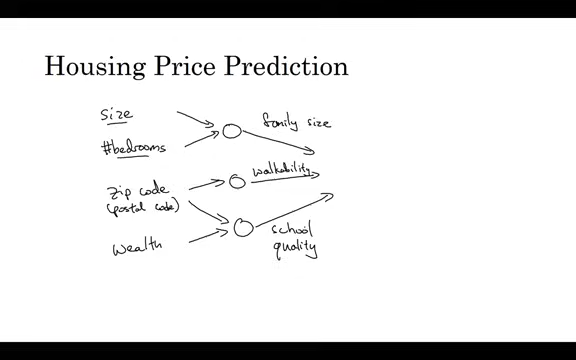 Housing Price Prediction
size
family size
#bedrooms
walkability
zip code
(postal code)
school
quality
wealth